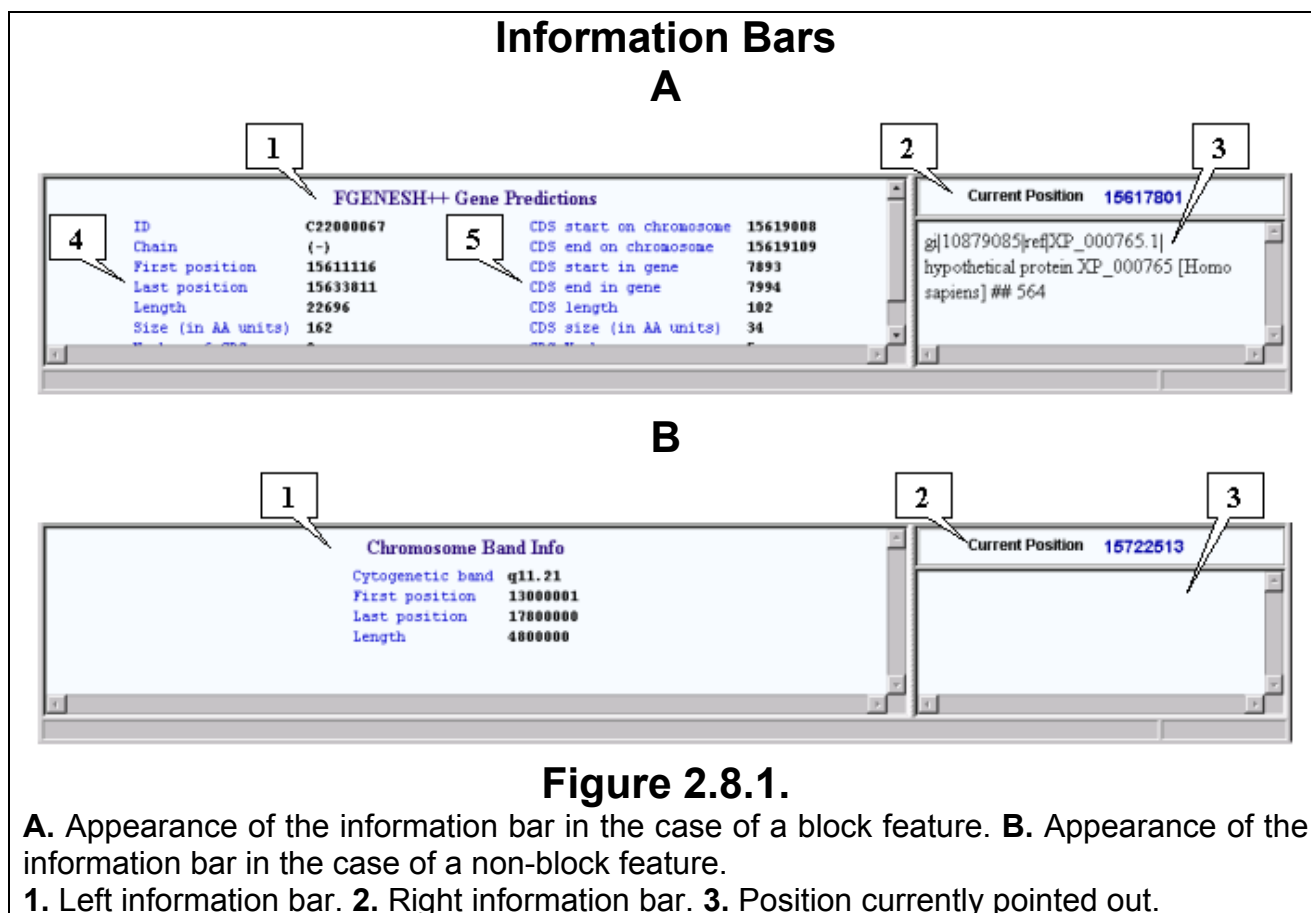 Information Bars
A
1
2
3
FGENESH++ Gene Predictions
Current Position 15617801
4
5
ID C22000067 CDS start on chromosome 15619008
Chain (-) CDS end on chromosome 15619109
First position 15611116 CDS start in gene 7893
Last position 15633811 CDS end in gene 7994
Length 22696 CDS length 102
Size (in AA units) 162 CDS size (in AA units) 34
gi|10879085|ref|XP_000765.1|
hypothetical protein XP_000765 [Homo
sapiens] ## 564
B
1
2
3
Chromosome Band Info
Current Position 15722513
Cytogenetic band q11.21
First position 13000001
Last position 17800000
Length 4800000
Figure 2.8.1.
A. Appearance of the information bar in the case of a block feature. B. Appearance of the
information bar in the case of a non-block feature.
1. Left information bar. 2. Right information bar. 3. Position currently pointed out.